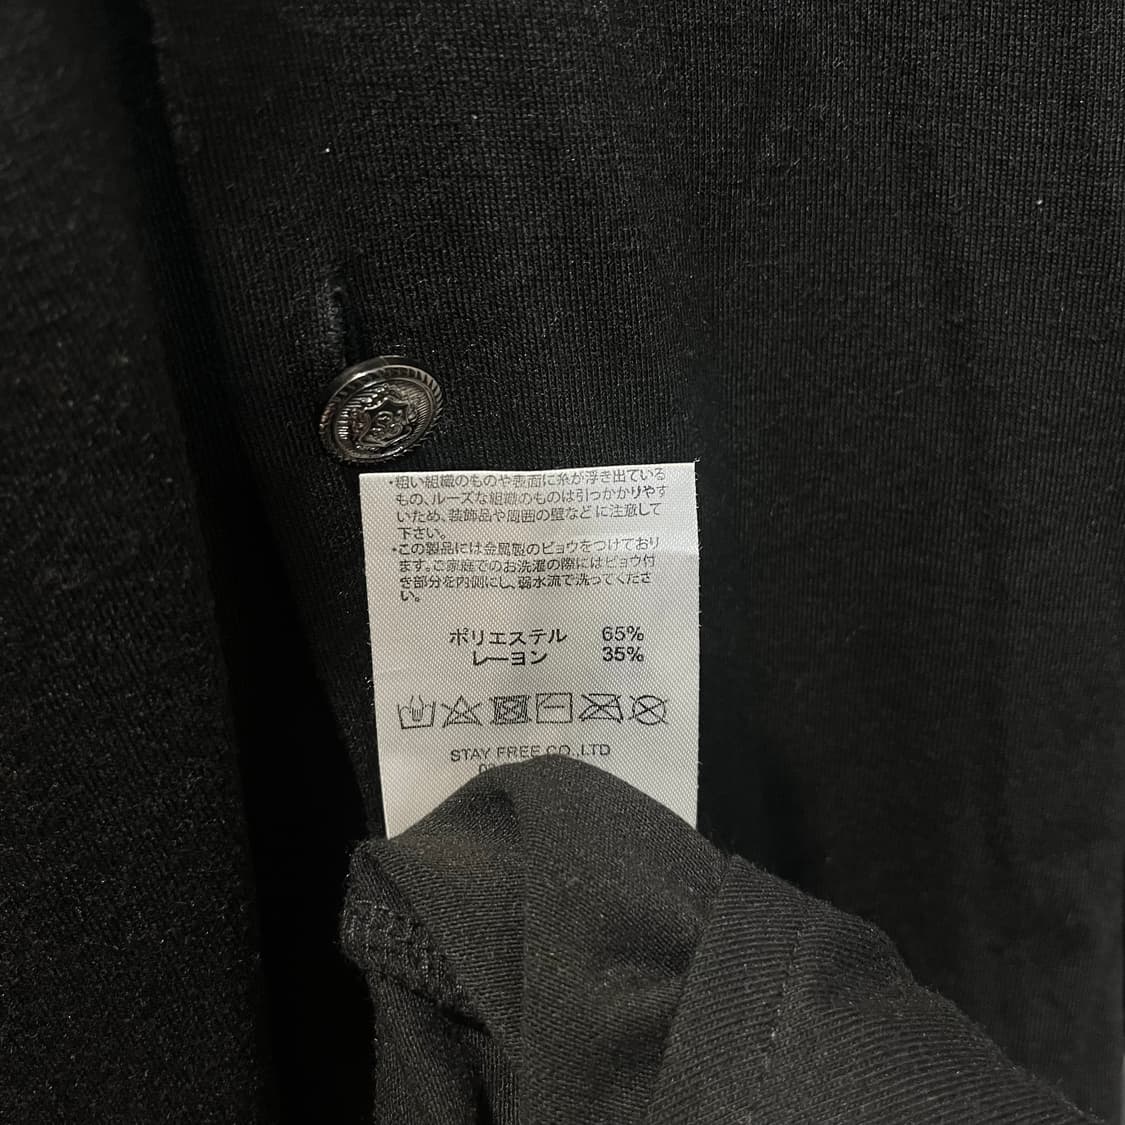 ・粗い組織のものや表面に糸が浮き出ている
もの、ルーズな組織のものは引っかかりやす
いため、装飾品や周囲の壁などに注意して
下さい。
・この製品には金属製のビョウをつけており
ます。ご家庭でのお洗濯の際にはビョウ付
き部分を内側にし、弱水流で洗ってくださ
い。
ポリエステル 65%
レーヨン 35%
STAY FREE CO.,LTD